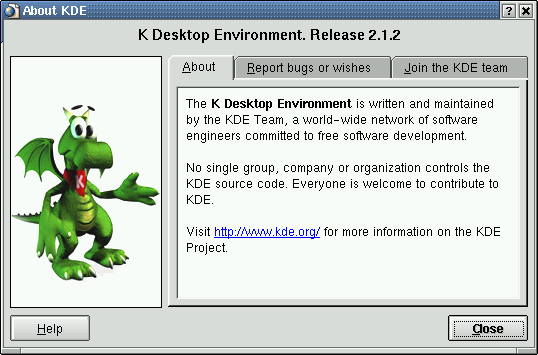 About KDE
K Desktop Environment. Release 2.1.2
About
Report bugs or wishes
Join the KDE team
The K Desktop Environment is written and maintained
by the KDE Team, a world-wide network of software
engineers committed to free software development.
No single group, company or organization controls the
KDE source code. Everyone is welcome to contribute to
KDE.
Visit http://www.kde.org/ for more information on the KDE
Project.
K
Help
Close